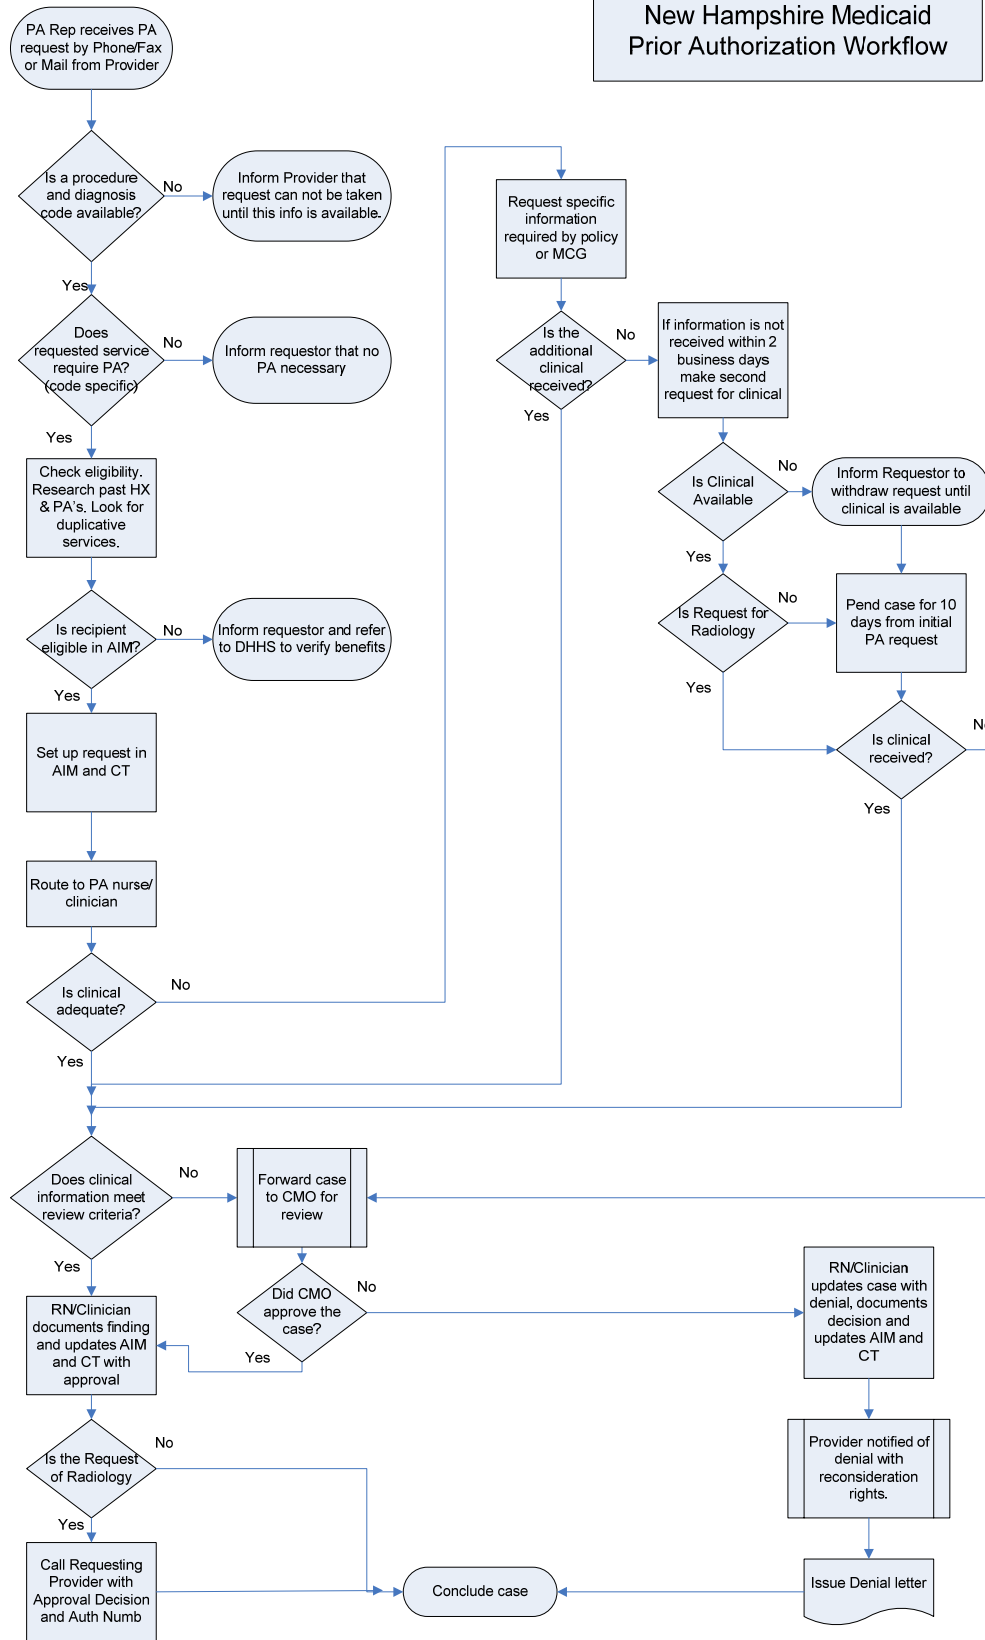 New Hampshire Medicaid
Prior Authorization Workflow
PA Rep receives PA
request by Phone/Fax
or Mail from Provider
Is a procedure
and diagnosis
code available?
No
Inform Provider that
request can not be taken
until this info is available.
Yes
Does
requested service
require PA?
(code specific)
No
Inform requestor that no
PA necessary
Yes
Check eligibility.
Research past HX
& PA's. Look for
duplicative
services.
Is recipient
eligible in AIM?
No
Inform requestor and refer
to DHHS to verify benefits
Yes
Set up request in
AIM and CT
Route to PA nurse/
clinician
Is clinical
adequate?
No
Yes
Request specific
information
required by policy
or MCG
Is the
additional
clinical
received?
No
Yes
If information is not
received within 2
business days
make second
request for clinical
Is Clinical
Available
No
Inform Requestor to
withdraw request until
clinical is available
Yes
Is Request for
Radiology
No
Pend case for 10
days from initial
PA request
Yes
Is clinical
received?
No
Yes
Does clinical
information meet
review criteria?
No
Forward case
to CMO for
review
Yes
Did CMO
approve the
case?
No
Yes
RN/Clinician
documents finding
and updates AIM
and CT with
approval
RN/Clinician
updates case with
denial, documents
decision and
updates AIM and
CT
Is the Request
of Radiology
No
Yes
Provider notified of
denial with
reconsideration
rights.
Call Requesting
Provider with
Approval Decision
and Auth Numb
Conclude case
Issue Denial letter